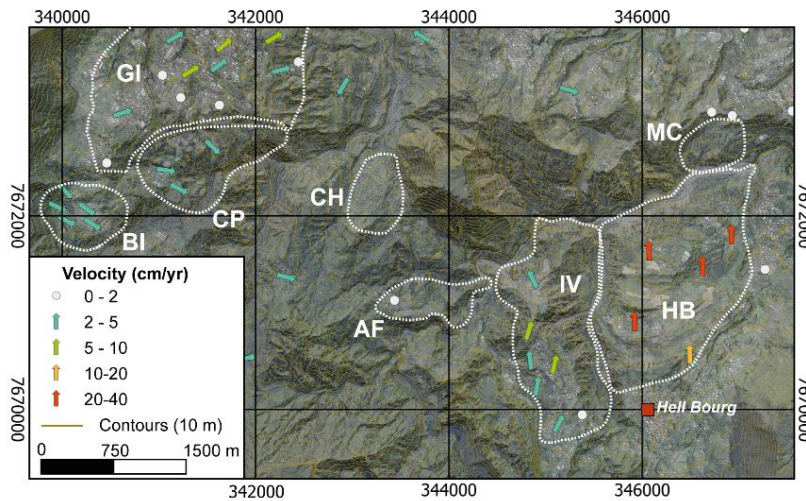 340000 342000 344000 346000
GI
MC
CH
CP
BI
7672000 7672000
IV
HB
AF
Velocity (cm/yr)
0 - 2
2 - 5
5 - 10
10-20
20-40
Contours (10 m)
0 750 1500 m
Hell Bourg
7670000 7670000
342000 344000 346000